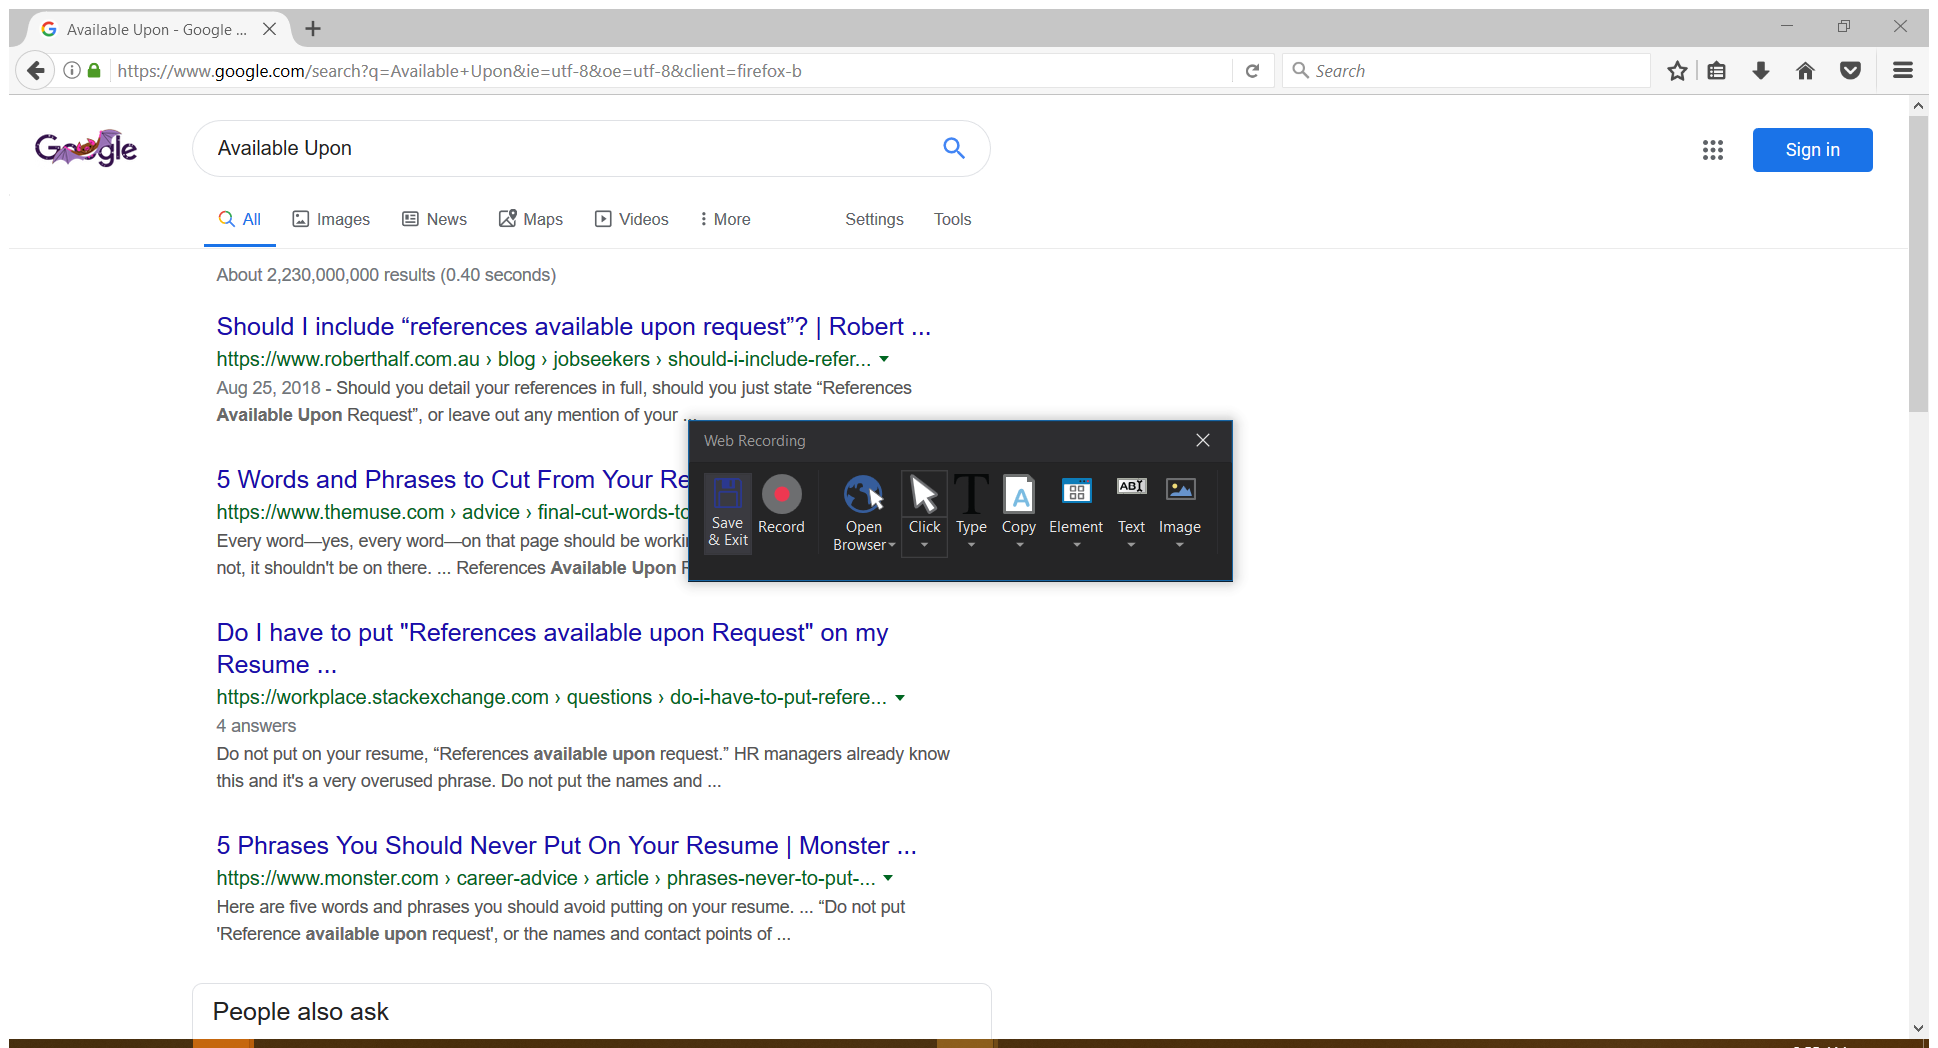 Available Upon - Google ...
https://www.google.com/search?q=Available+Upon&ie=utf-8&oe=utf-8&client=firefox-b
Search
Google
Available Upon
Sign in
All Images News Maps Videos More Settings Tools
About 2,230,000,000 results (0.40 seconds)
Should I include “references available upon request”? | Robert ...
https://www.roberthalf.com.au › blog › jobseekers › should-i-include-refer...
Aug 25, 2018 - Should you detail your references in full, should you just state “References
Available Upon Request”, or leave out any mention of your ...
5 Words and Phrases to Cut From Your Re
https://www.themuse.com › advice › final-cut-words-to
Every word—yes, every word—on that page should be worki
not, it shouldn't be on there. ... References Available Upon R
Web Recording
Save
& Exit
Record
Open
Browser
Click
Type
Copy
Element
Text
Image
Do I have to put "References available upon Request" on my
Resume ...
https://workplace.stackexchange.com › questions › do-i-have-to-put-refere...
4 answers
Do not put on your resume, “References available upon request.” HR managers already know
this and it's a very overused phrase. Do not put the names and ...
5 Phrases You Should Never Put On Your Resume | Monster ...
https://www.monster.com › career-advice › article › phrases-never-to-put-...
Here are five words and phrases you should avoid putting on your resume. ... “Do not put
'Reference available upon request', or the names and contact points of ...
People also ask